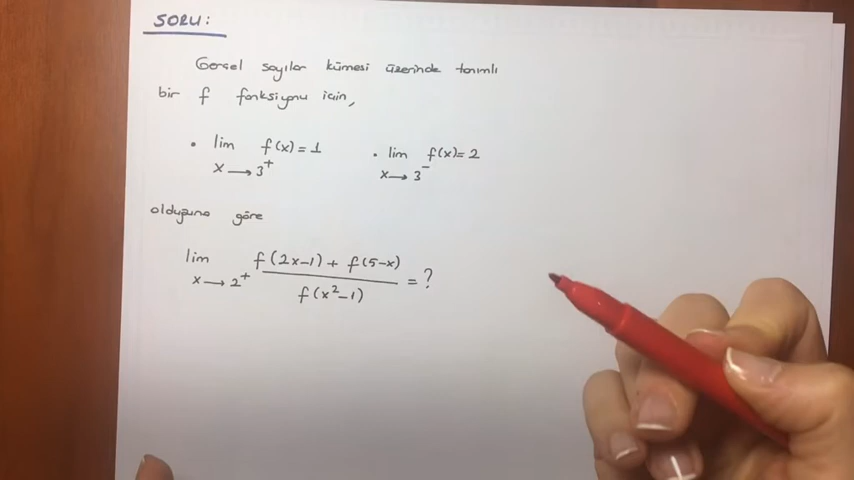 SORU:
Gerçel sayılar kümesi üzerinde tanımlı
bir f fonksiyonu için,
• lim f(x) = 1 • lim f(x) = 2
x → 3⁺ x → 3⁻
olduğuna göre
lim f(2x-1) + f(5-x)
x → 2⁺ f(x²-1) = ?